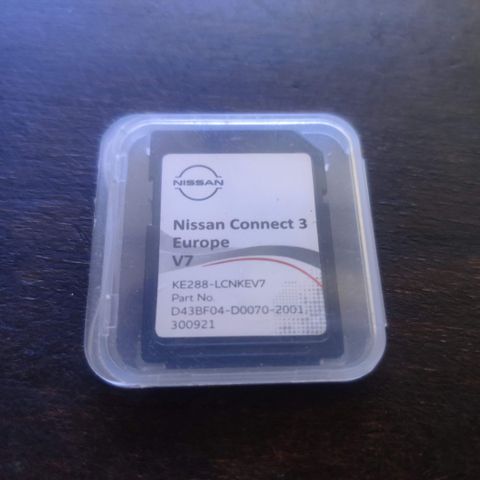 NISSAN
Nissan Connect 3
Europe
V7
KE288-LCNKEV7
Part No.
D43BF04-D0070-2001
300921